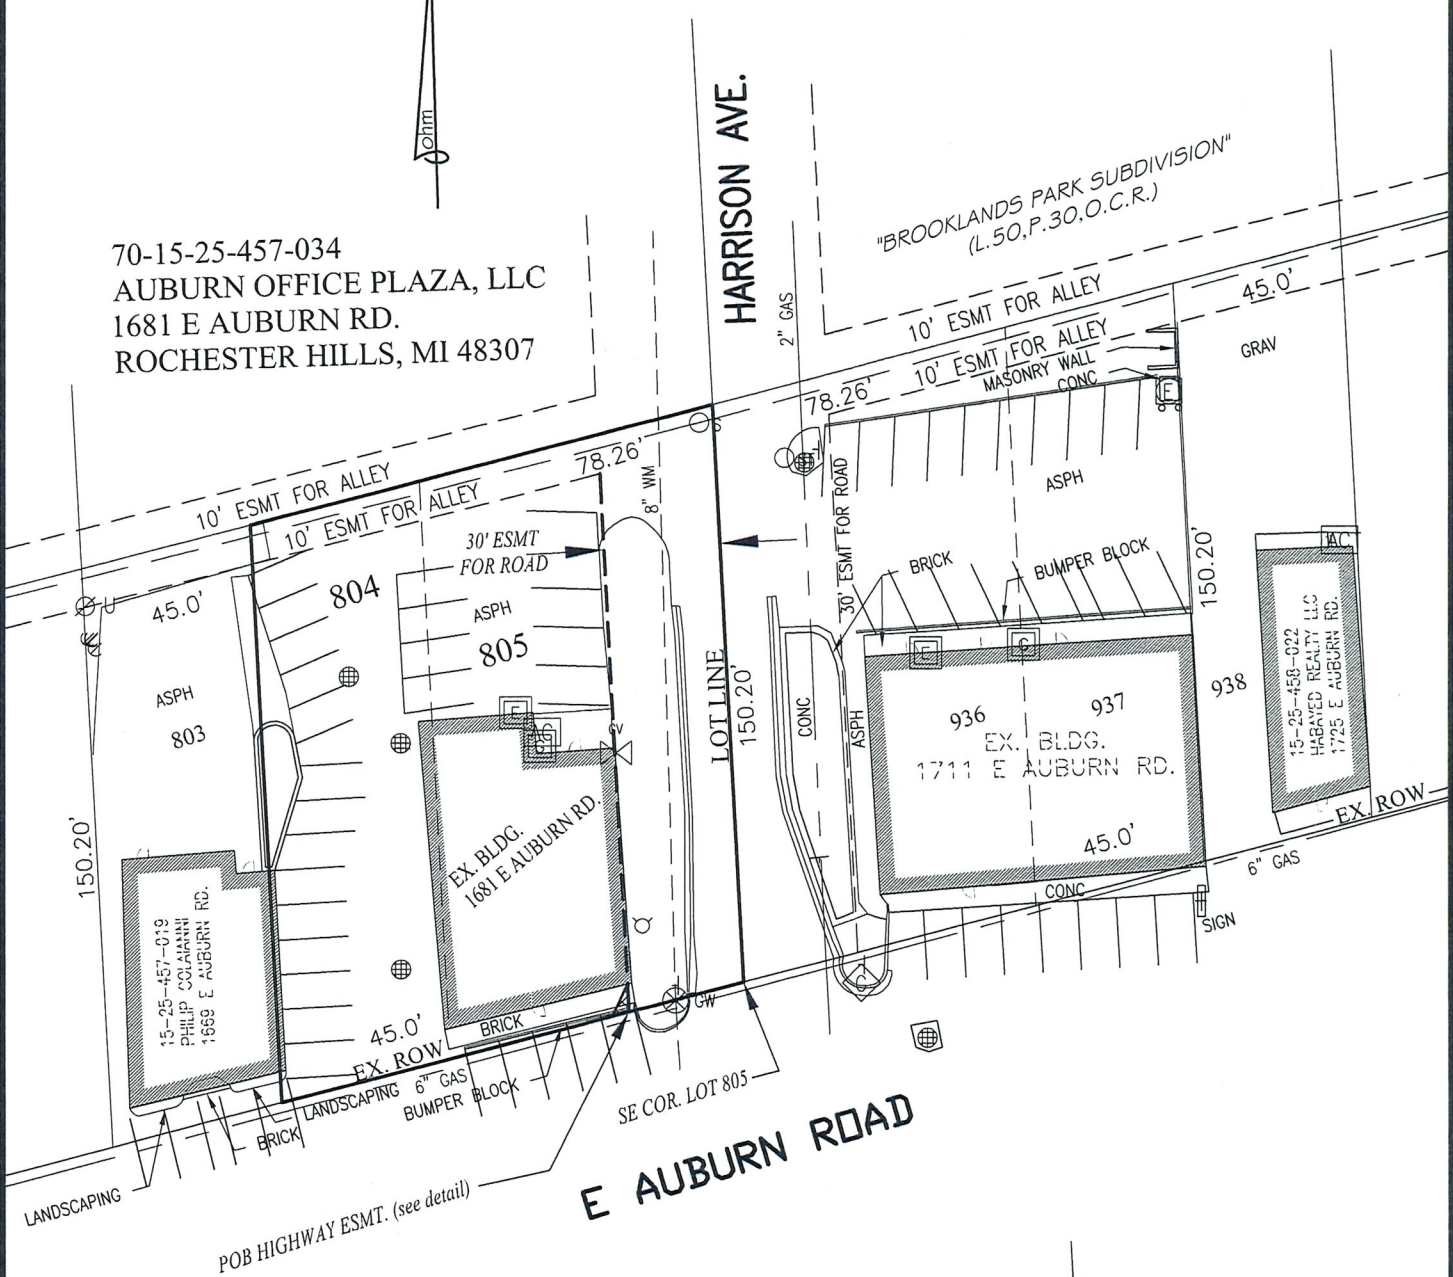 Ohm
HARRISON AVE.
"BROOKLANDS PARK SUBDIVISION"
(L.50,P.30,O.C.R.)
70-15-25-457-034
AUBURN OFFICE PLAZA, LLC
1681 E AUBURN RD.
ROCHESTER HILLS, MI 48307
2" GAS
10' ESMT FOR ALLEY
45.0'
10' ESMT FOR ALLEY
MASONRY WALL
CONC
GRAV
E
78.26'
S
78.26'
8" WM
10' ESMT FOR ALLEY
10' ESMT FOR ALLEY
30' ESMT
FOR ROAD
30' ESMT FOR ROAD
ASPH
BRICK
BUMPER BLOCK
150.20'
AC
804
ASPH
805
45.0'
U
ASPH
803
LOT LINE
150.20'
CONC
ASPH
E
G
936
937
EX. BLDG.
1711 E AUBURN RD.
45.0'
938
15-25-458-022
HABAYEB REALTY LLC
1725 E AUBURN RD.
EX. ROW
6" GAS
CONC
SIGN
E
AC
G
GV
EX. BLDG.
1681 E AUBURN RD.
150.20'
15-25-457-019
PHILIP COLAIANNI
1669 E AUBURN RD.
G
GW
BRICK
45.0'
EX. ROW
LANDSCAPING
6" GAS
BUMPER BLOCK
BRICK
LANDSCAPING
SE COR. LOT 805
POB HIGHWAY ESMT. (see detail)
E AUBURN ROAD